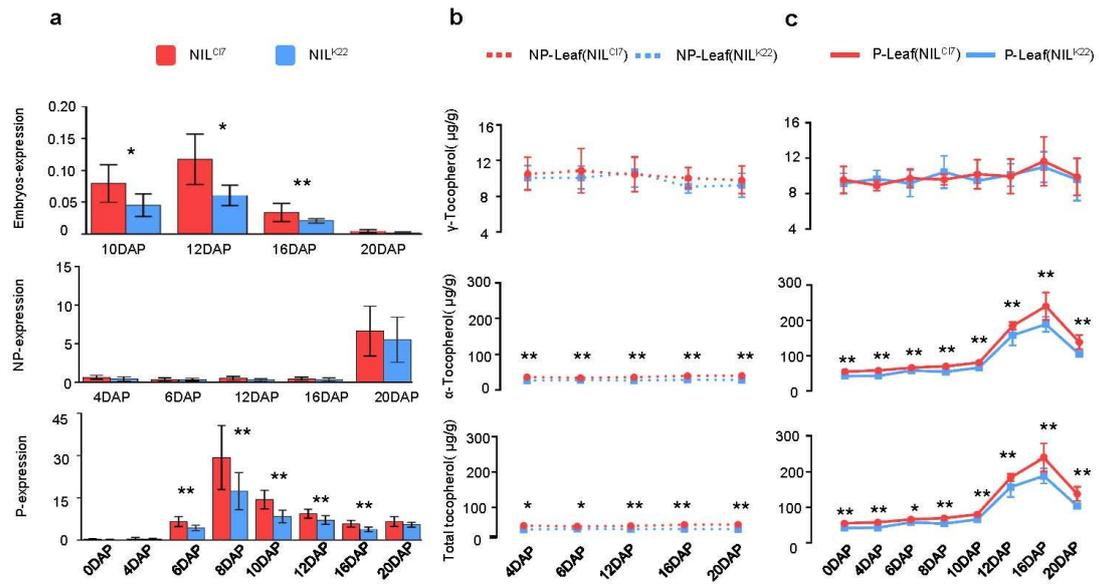 a
NIL^CI7 NIL^K22
Embryos-expression
0.20
0.15
0.10
0.05
0
* * **
10DAP 12DAP 16DAP 20DAP
NP-expression
15
10
5
0
4DAP 6DAP 12DAP 16DAP 20DAP
P-expression
45
30
15
0
** ** ** ** **
0DAP 4DAP 6DAP 8DAP 10DAP 12DAP 16DAP 20DAP
b
NP-Leaf(NIL^CI7) NP-Leaf(NIL^K22)
γ-Tocopherol( µg/g)
16
12
8
4
α-Tocopherol( µg/g)
300
200
100
0
** ** ** ** **
Total tocopherol( µg/g)
300
200
100
0
* * ** ** **
4DAP 6DAP 12DAP 16DAP 20DAP
c
P-Leaf(NIL^CI7) P-Leaf(NIL^K22)
16
12
8
4
300
200
100
0
** ** ** ** ** ** ** **
300
200
100
0
** ** * ** ** ** ** **
0DAP 4DAP 6DAP 8DAP 10DAP 12DAP 16DAP 20DAP